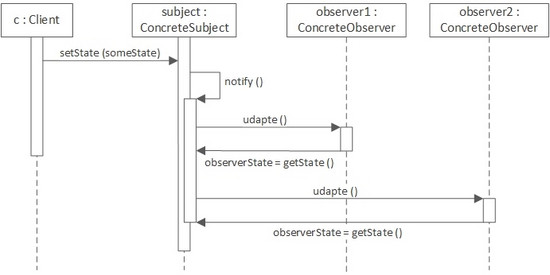 c : Client
subject :
ConcreteSubject
observer1 :
ConcreteObserver
observer2 :
ConcreteObserver
setState (someState)
notify ()
udapte ()
observerState = getState ()
udapte ()
observerState = getState ()